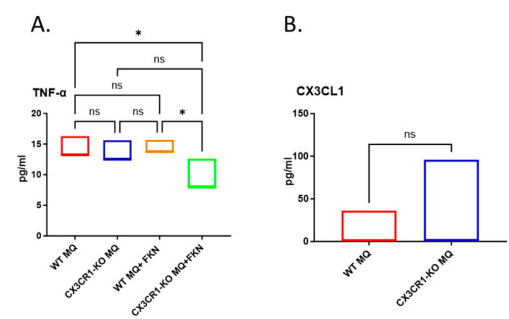 A.
*
ns
TNF-α
ns
ns
ns
*
20
15
10
5
0
pg/ml
WT MQ
CX3CR1-KO MQ
WT MQ+ FKN
CX3CR1-KO MQ+FKN
B.
CX3CL1
150
100
50
0
pg/ml
ns
WT MQ
CX3CR1-KO MQ